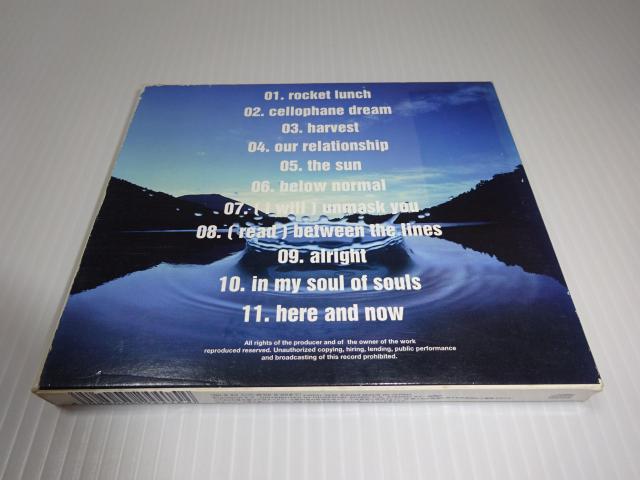 01. rocket lunch
02. cellophane dream
03. harvest
04. our relationship
05. the sun
06. below normal
07. ( I will ) unmask you
08. ( read ) between the lines
09. alright
10. in my soul of souls
11. here and now
All rights of the producer and of the owner of the work
reproduced reserved. Unauthorized copying, hiring, lending, public performance
and broadcasting of this record prohibited.